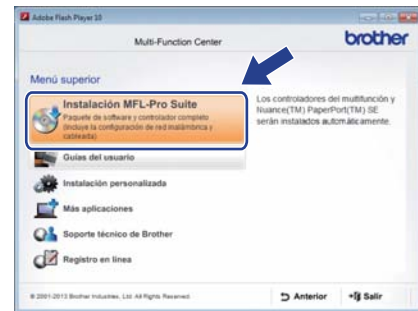 Adobe Flash Player 10
Multi-Function Center
brother
Menú superior
Instalación MFL-Pro Suite
Paquete de software y controlador completo
(incluye la configuración de red inalámbrica y
cableada)
Los controladores del multifunción y
Nuance(TM) PaperPort(TM) SE
serán instalados automáticamente.
Guías del usuario
Instalación personalizada
Más aplicaciones
Soporte técnico de Brother
Registro en línea
© 2001-2013 Brother Industries, Ltd. All Rights Reserved.
Anterior
Salir